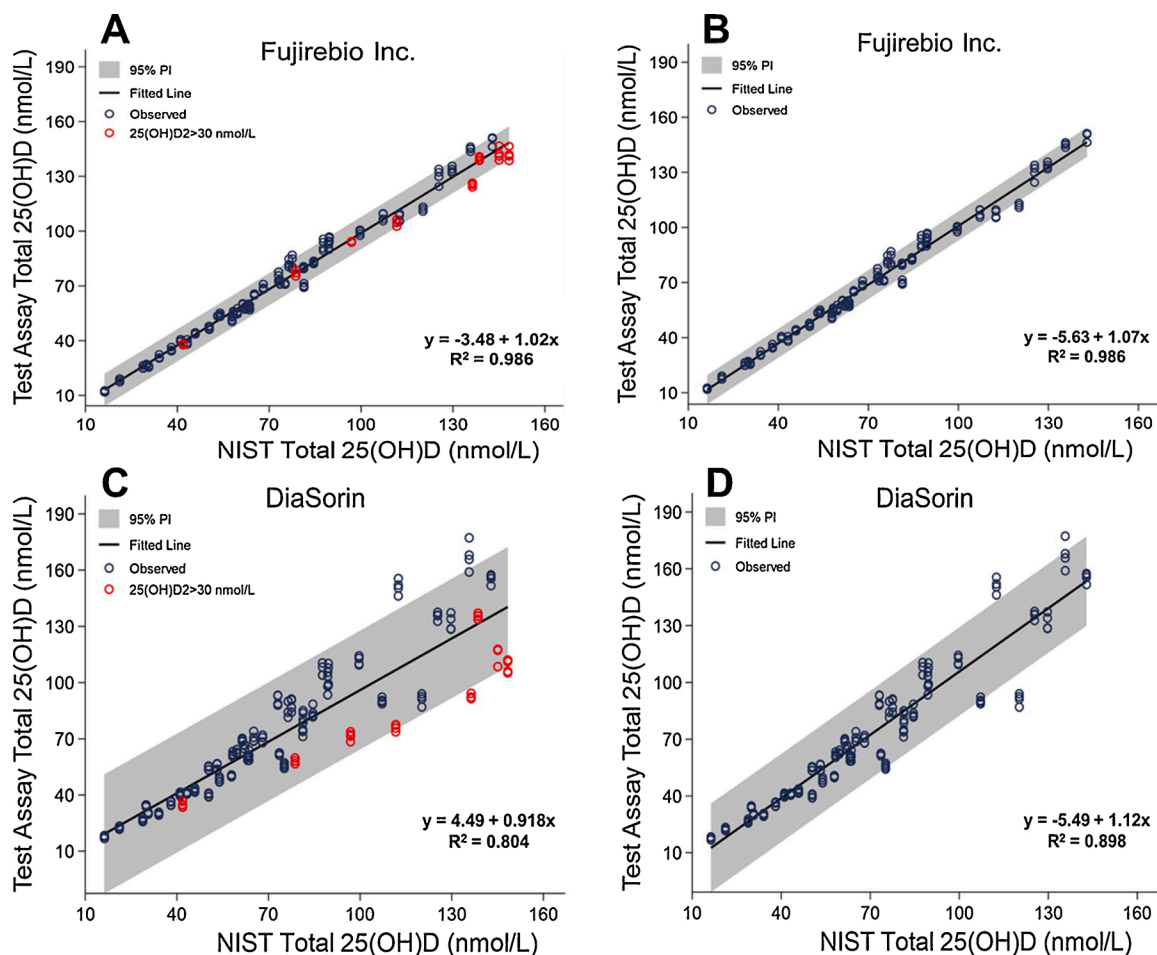 A
Fujirebio Inc.
Test Assay Total 25(OH)D (nmol/L)
190
160
130
100
70
40
10
95% PI
Fitted Line
Observed
25(OH)D2>30 nmol/L
y = -3.48 + 1.02x
R² = 0.986
10 40 70 100 130 160
NIST Total 25(OH)D (nmol/L)
B
Fujirebio Inc.
Test Assay Total 25(OH)D (nmol/L)
190
160
130
100
70
40
10
95% PI
Fitted Line
Observed
y = -5.63 + 1.07x
R² = 0.986
10 40 70 100 130 160
NIST Total 25(OH)D (nmol/L)
C
DiaSorin
Test Assay Total 25(OH)D (nmol/L)
190
160
130
100
70
40
10
95% PI
Fitted Line
Observed
25(OH)D2>30 nmol/L
y = 4.49 + 0.918x
R² = 0.804
10 40 70 100 130 160
NIST Total 25(OH)D (nmol/L)
D
DiaSorin
Test Assay Total 25(OH)D (nmol/L)
190
160
130
100
70
40
10
95% PI
Fitted Line
Observed
y = -5.49 + 1.12x
R² = 0.898
10 40 70 100 130 160
NIST Total 25(OH)D (nmol/L)